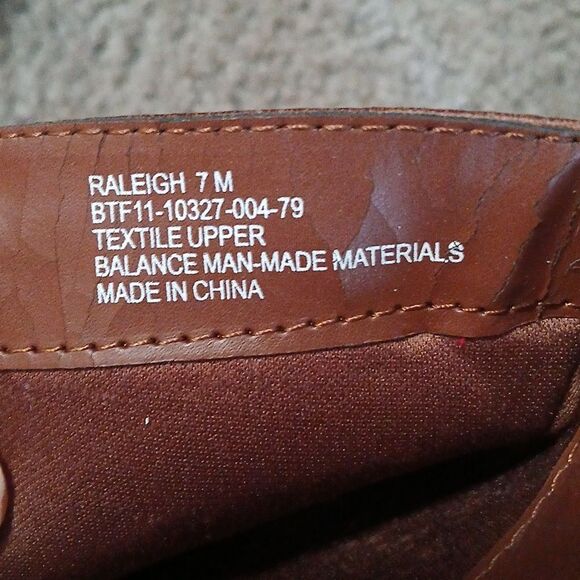 RALEIGH 7 M
BTF11-10327-004-79
TEXTILE UPPER
BALANCE MAN-MADE MATERIALS
MADE IN CHINA